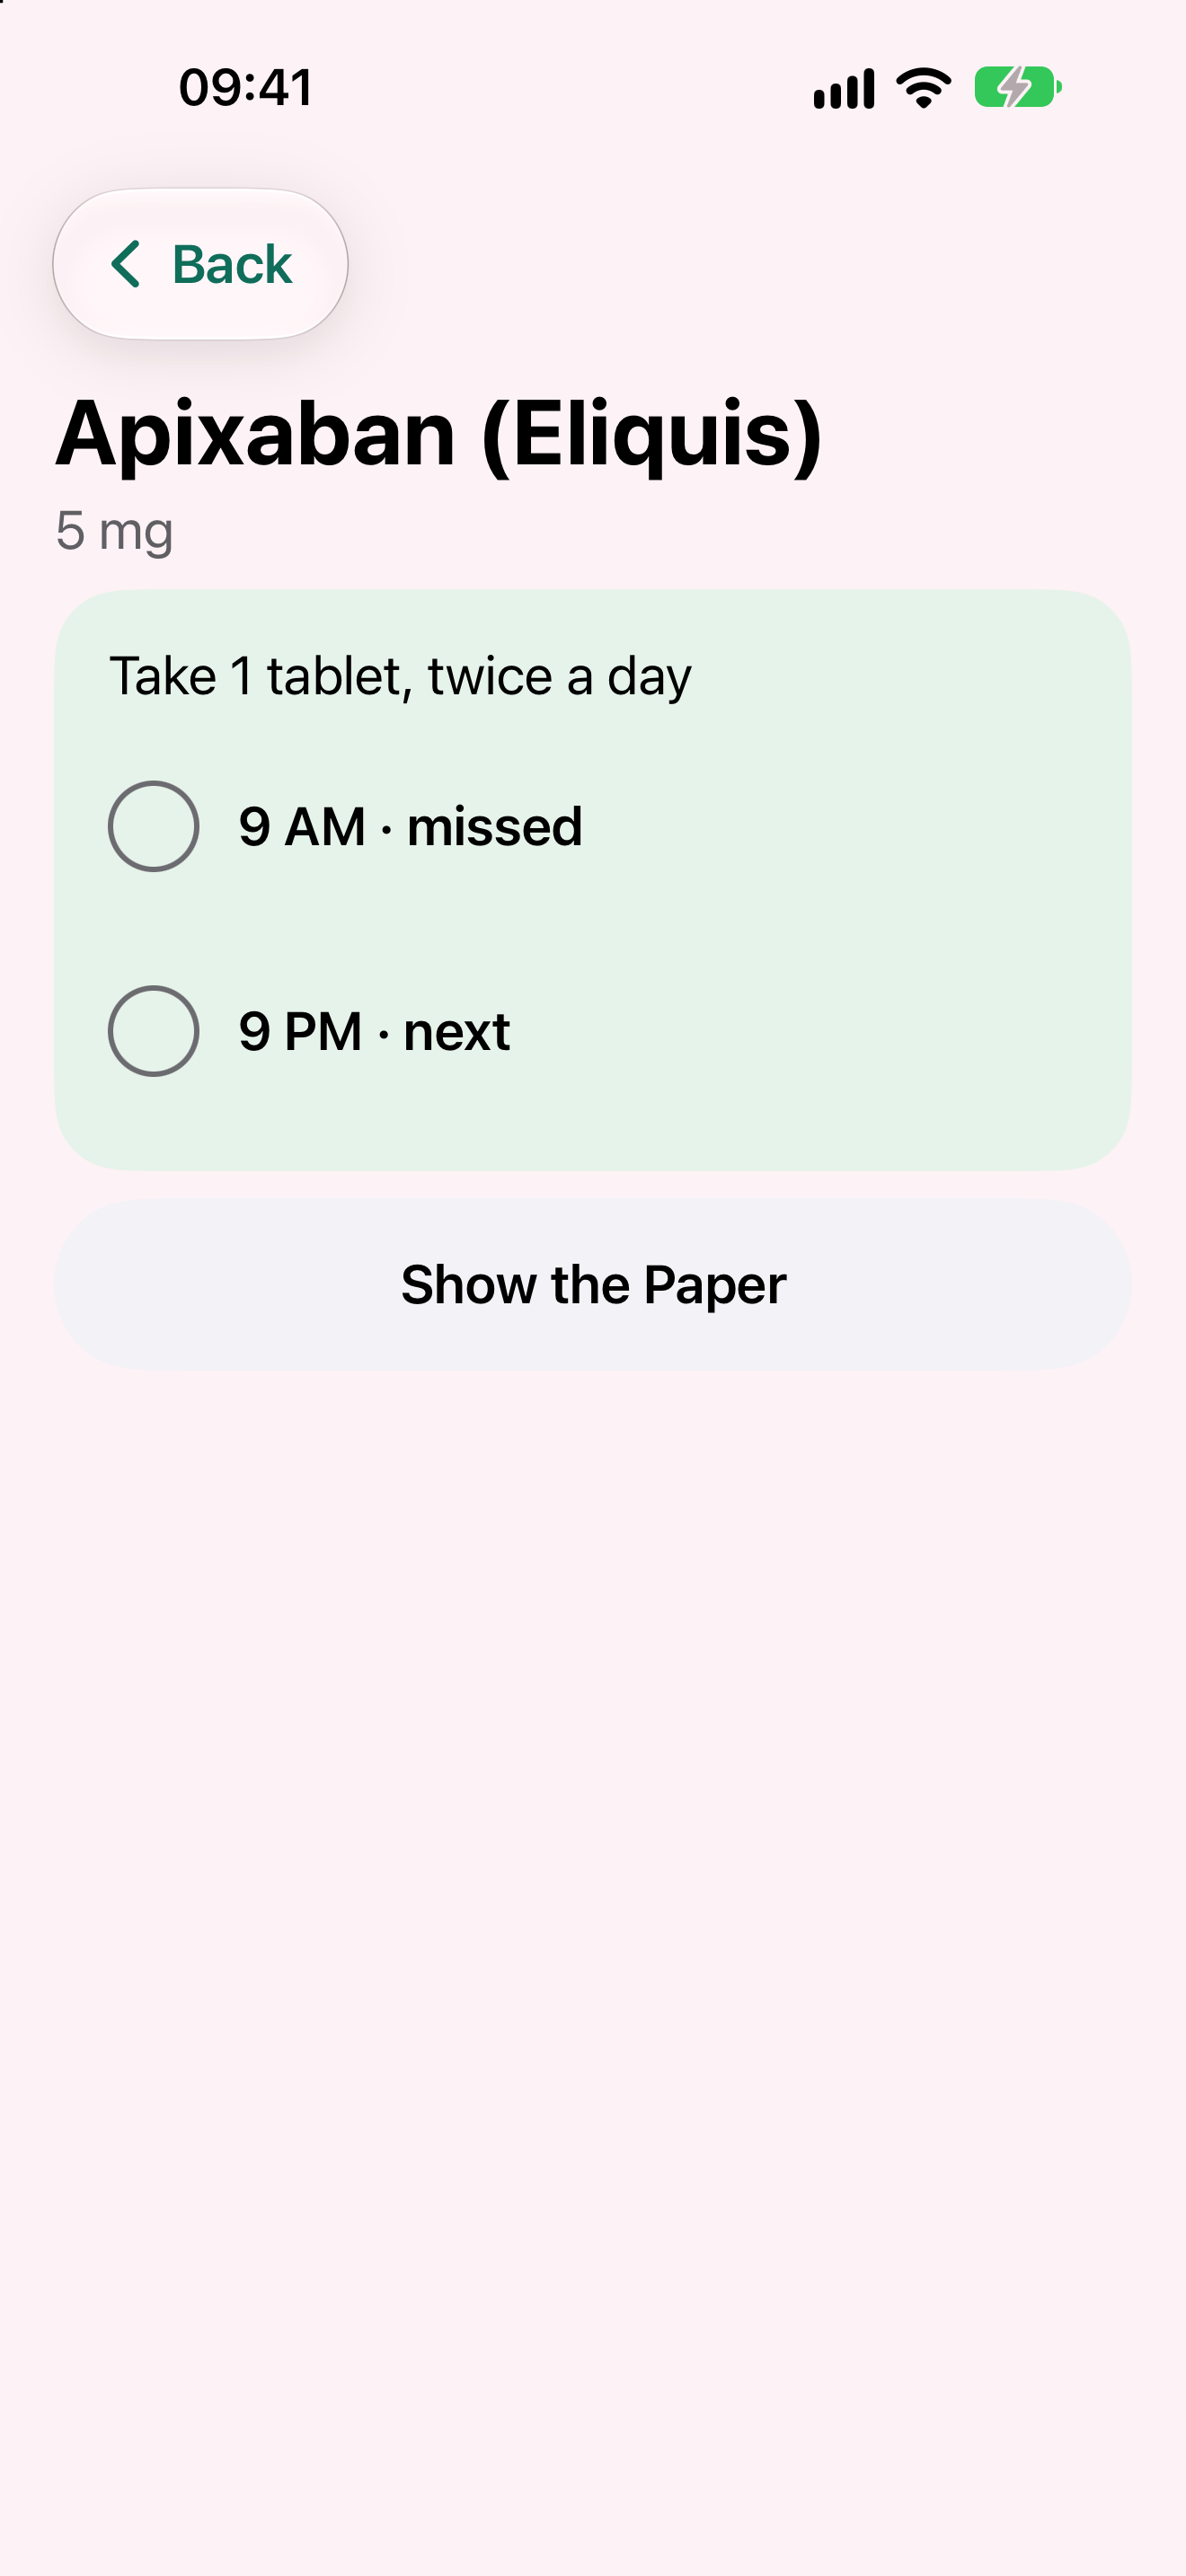 09:41
Back
Apixaban (Eliquis)
5 mg
Take 1 tablet, twice a day
9 AM · missed
9 PM · next
Show the Paper